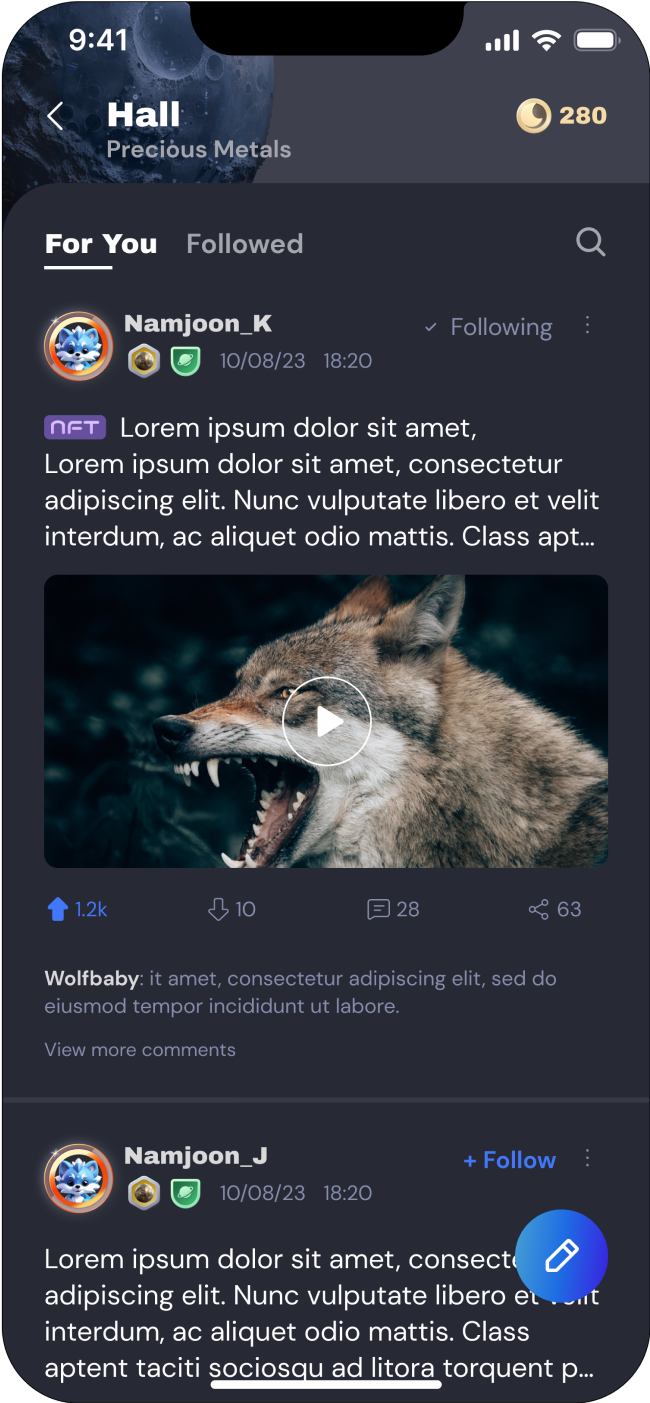 9:41
Hall
280
Precious Metals
For You Followed
Namjoon_K
✓ Following
10/08/23 18:20
NFT Lorem ipsum dolor sit amet,
Lorem ipsum dolor sit amet, consectetur
adipiscing elit. Nunc vulputate libero et velit
interdum, ac aliquet odio mattis. Class apt...
1.2k 10 28 63
Wolfbaby: it amet, consectetur adipiscing elit, sed do
eiusmod tempor incididunt ut labore.
View more comments
Namjoon_J
+ Follow
10/08/23 18:20
Lorem ipsum dolor sit amet,
adipiscing elit. Nunc vulputate libero et
interdum, ac aliquet odio mattis. Class
aptent taciti sociosqu ad litora torquent p...